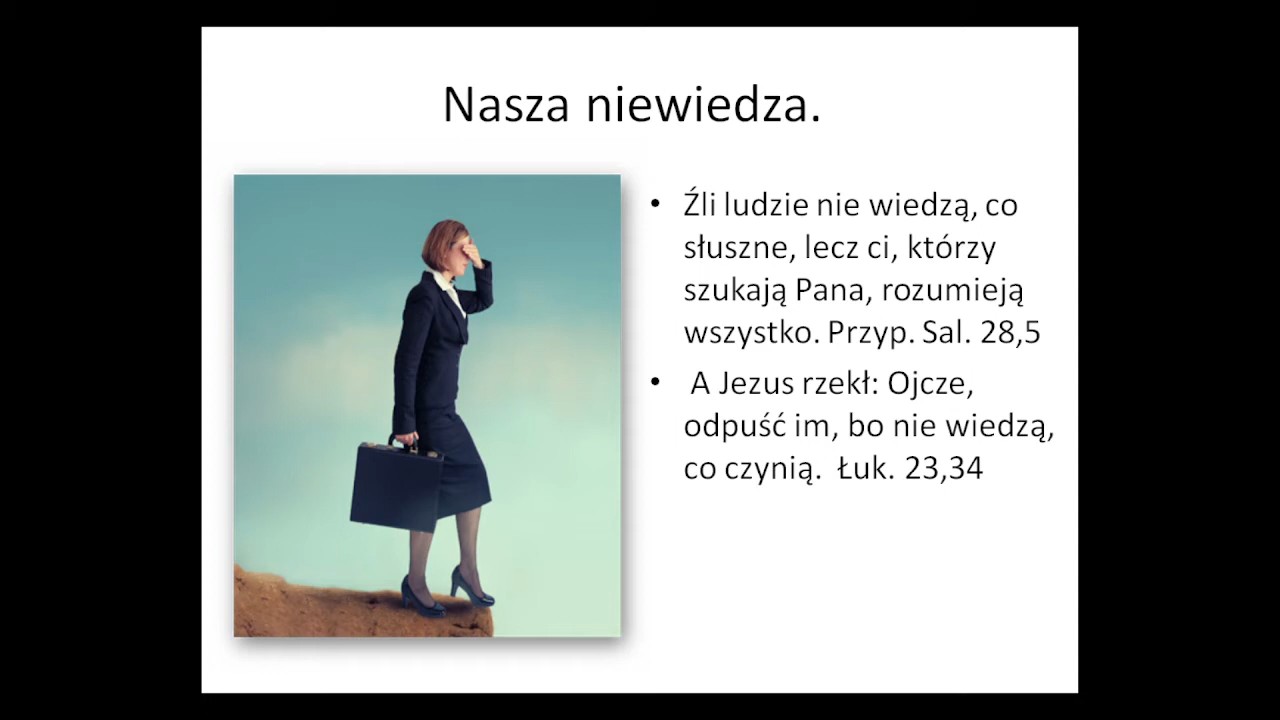 Nasza niewiedza.
• Źli ludzie nie wiedzą, co
słuszne, lecz ci, którzy
szukają Pana, rozumieją
wszystko. Przyp. Sal. 28,5
• A Jezus rzekł: Ojcze,
odpuść im, bo nie wiedzą,
co czynią. Łuk. 23,34